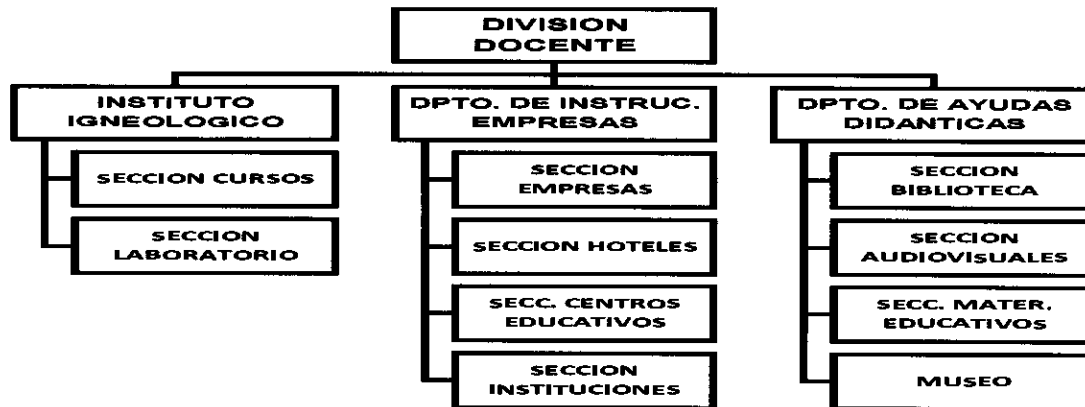 DIVISION
DOCENTE
INSTITUTO
IGNEOLOGICO
SECCION CURSOS
SECCION
LABORATORIO
DPTO. DE INSTRUC.
EMPRESAS
SECCION
EMPRESAS
SECCION HOTELES
SECC. CENTROS
EDUCATIVOS
SECCION
INSTITUCIONES
DPTO. DE AYUDAS
DIDANTICAS
SECCION
BIBLIOTECA
SECCION
AUDIOVISUALES
SECC. MATER.
EDUCATIVOS
MUSEO